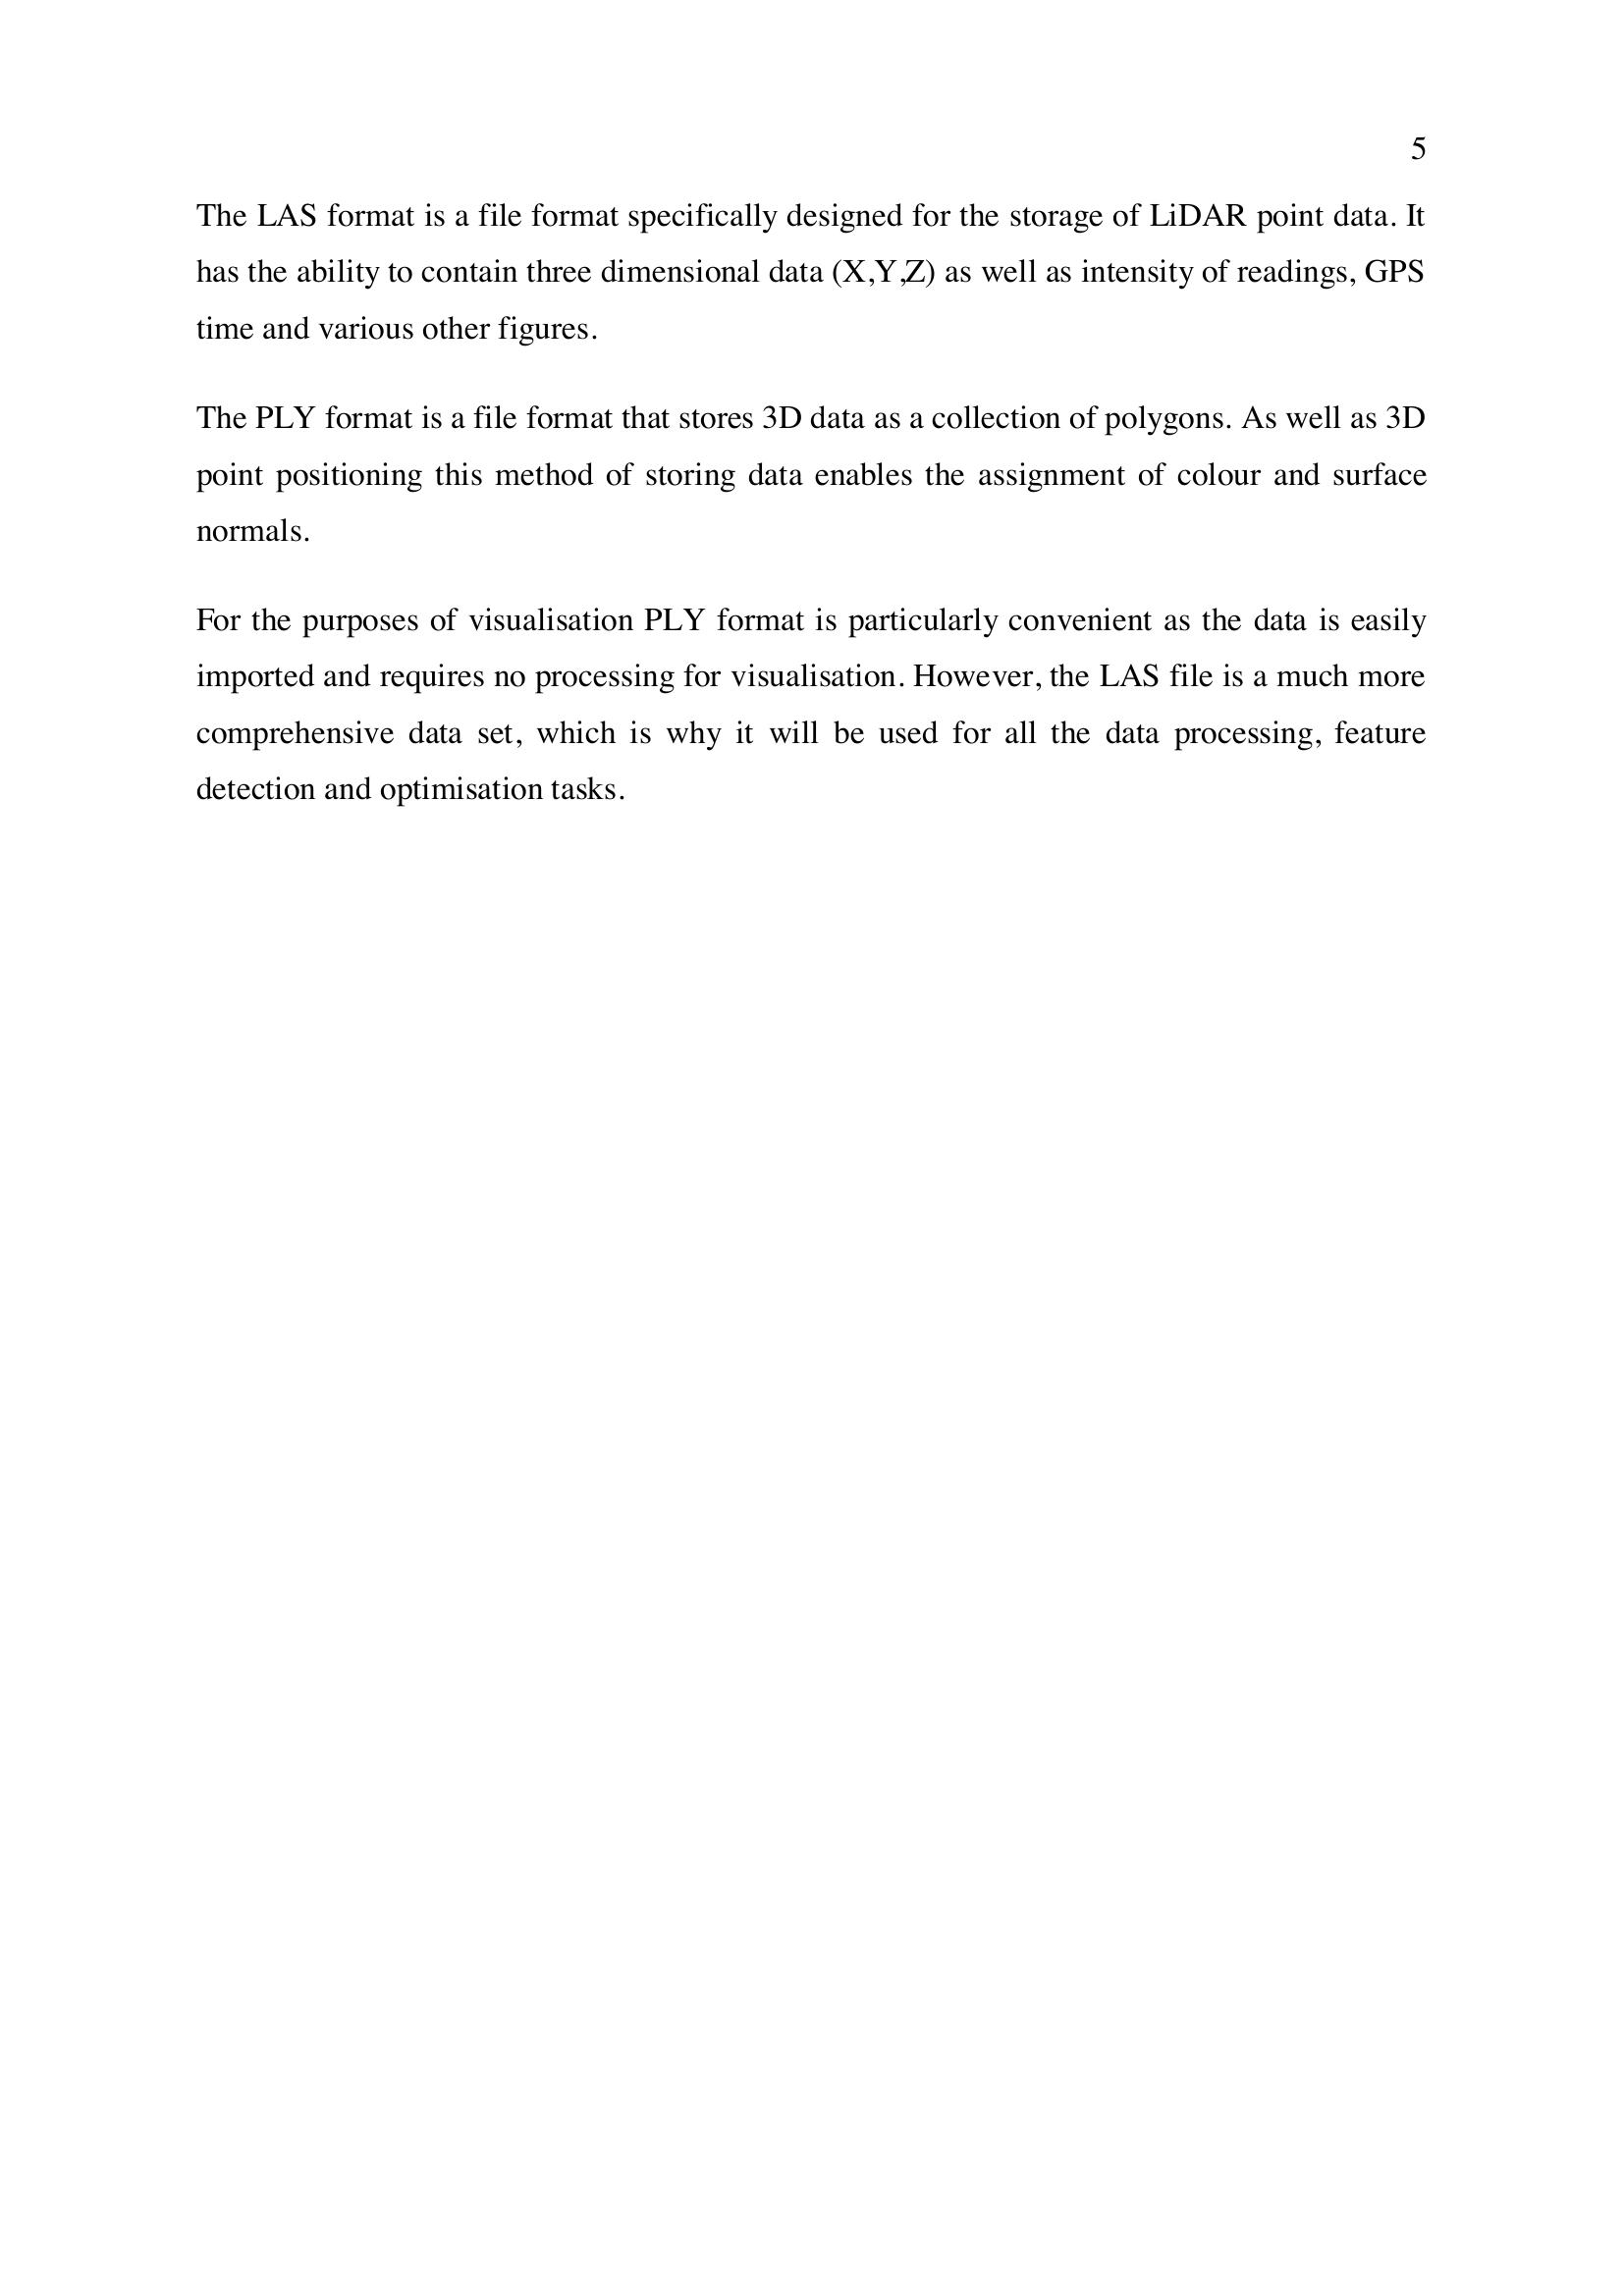 5
The LAS format is a file format specifically designed for the storage of LiDAR point data. It
has the ability to contain three dimensional data (X,Y,Z) as well as intensity of readings, GPS
time and various other figures.
The PLY format is a file format that stores 3D data as a collection of polygons. As well as 3D
point positioning this method of storing data enables the assignment of colour and surface
normals.
For the purposes of visualisation PLY format is particularly convenient as the data is easily
imported and requires no processing for visualisation. However, the LAS file is a much more
comprehensive data set, which is why it will be used for all the data processing, feature
detection and optimisation tasks.